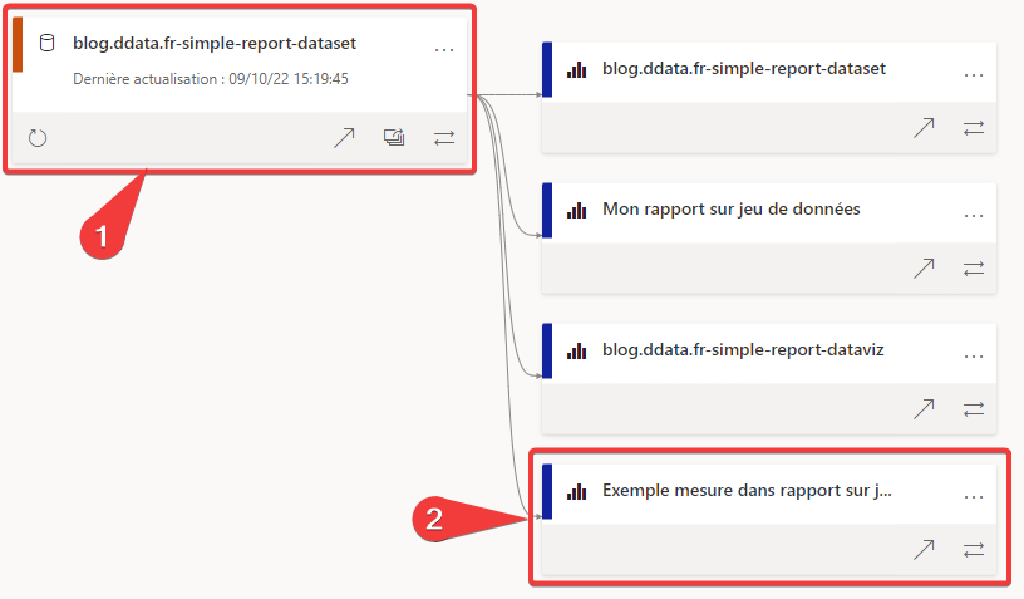 blog.ddata.fr-simple-report-dataset
...
Dernière actualisation : 09/10/22 15:19:45
1
blog.ddata.fr-simple-report-dataset
...
Mon rapport sur jeu de données
...
blog.ddata.fr-simple-report-dataviz
...
Exemple mesure dans rapport sur j...
...
2